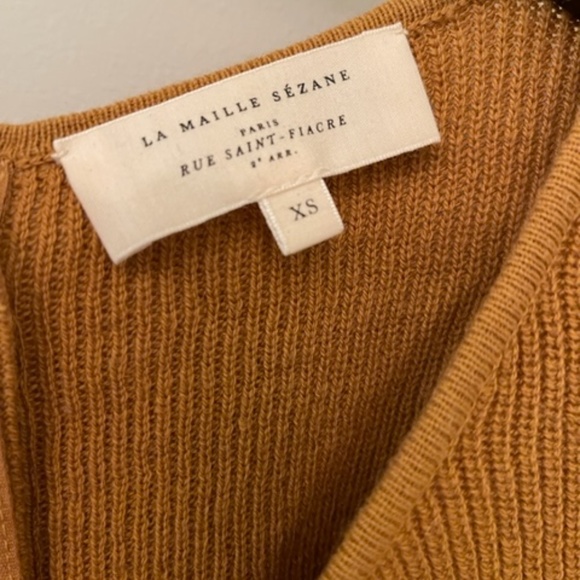 LA MAILLE SÉZANE
PARIS
RUE SAINT-FIACRE
2e ARR.
XS